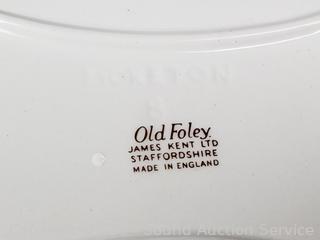 Old Foley
JAMES KENT LTD
STAFFORDSHIRE
MADE IN ENGLAND
Sound Auction Service